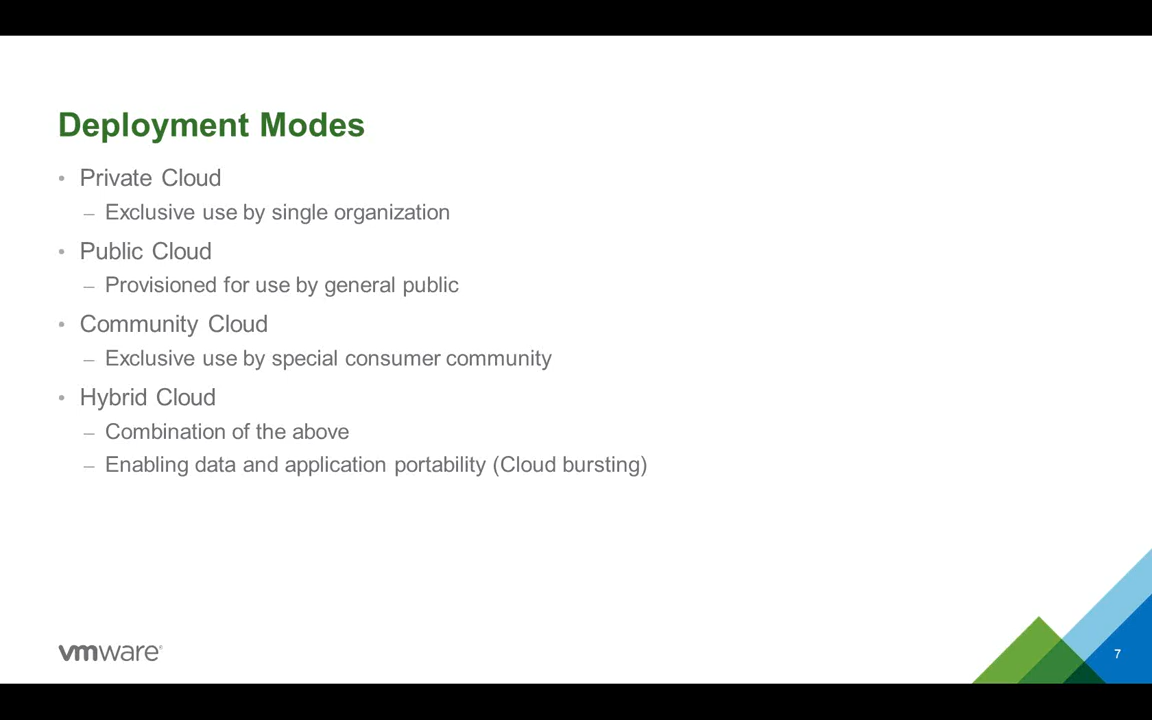 Deployment Modes
• Private Cloud
– Exclusive use by single organization
• Public Cloud
– Provisioned for use by general public
• Community Cloud
– Exclusive use by special consumer community
• Hybrid Cloud
– Combination of the above
– Enabling data and application portability (Cloud bursting)
vmware®
7